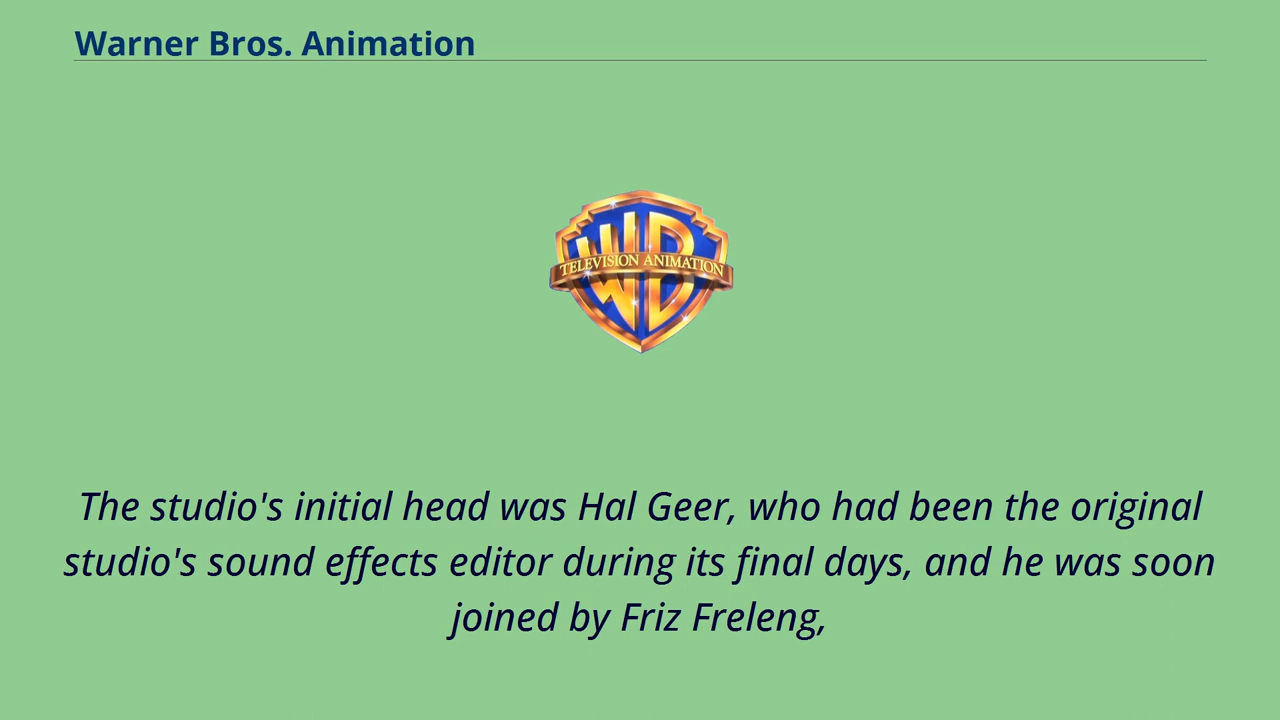 Warner Bros. Animation
WB
TELEVISION ANIMATION
The studio's initial head was Hal Geer, who had been the original
studio's sound effects editor during its final days, and he was soon
joined by Friz Freleng,